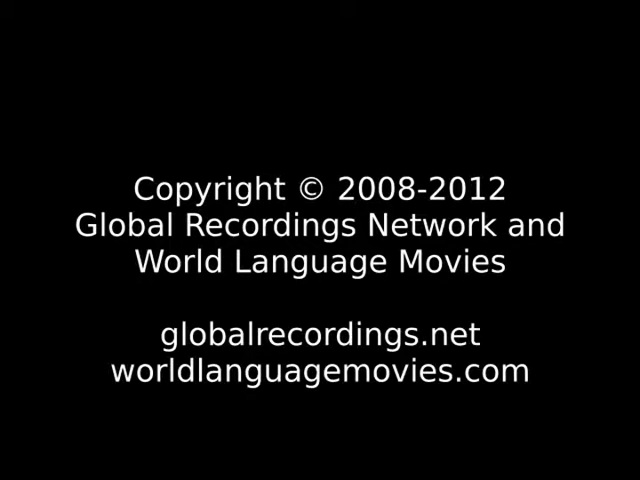 Copyright © 2008-2012
Global Recordings Network and
World Language Movies
globalrecordings.net
worldlanguagemovies.com